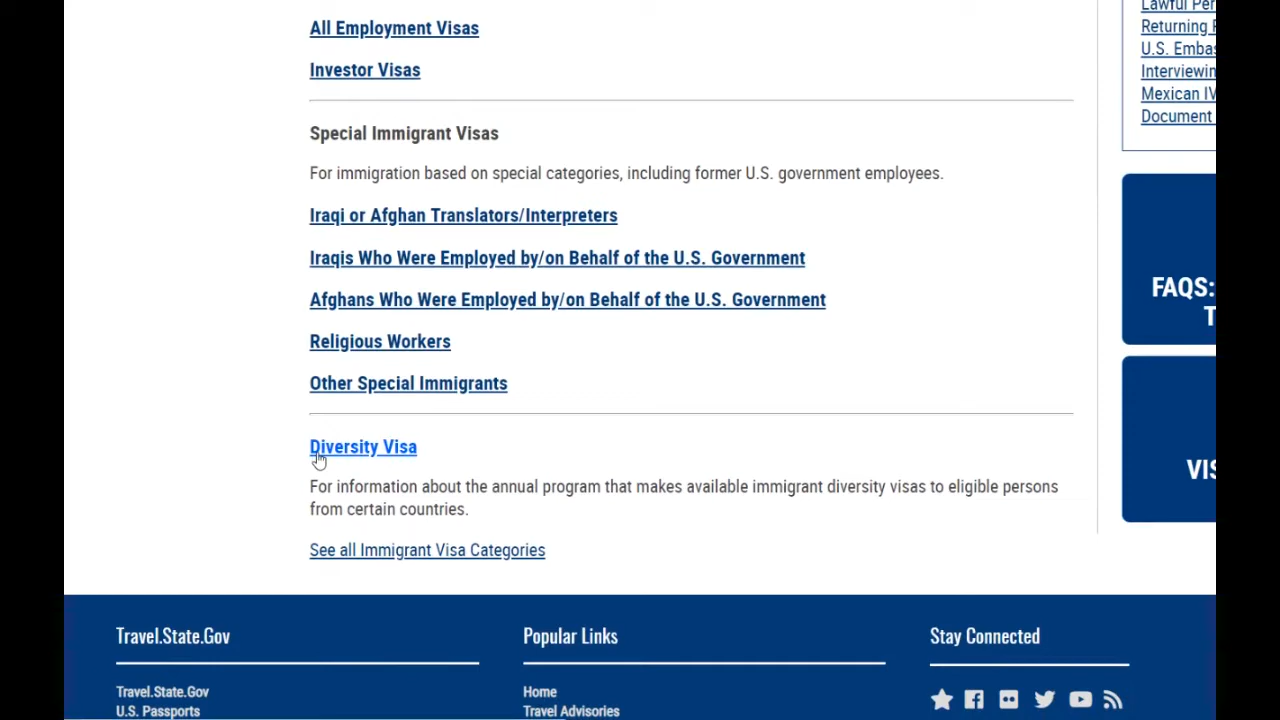 All Employment Visas
Investor Visas
Special Immigrant Visas
For immigration based on special categories, including former U.S. government employees.
Iraqi or Afghan Translators/Interpreters
Iraqis Who Were Employed by/on Behalf of the U.S. Government
Afghans Who Were Employed by/on Behalf of the U.S. Government
Religious Workers
Other Special Immigrants
Diversity Visa
For information about the annual program that makes available immigrant diversity visas to eligible persons
from certain countries.
See all Immigrant Visa Categories
Lawful Per
Returning
U.S. Embas
Interviewin
Mexican IV
Document
FAQS:
T
VIS
Travel.State.Gov
Travel.State.Gov
U.S. Passports
Popular Links
Home
Travel Advisories
Stay Connected